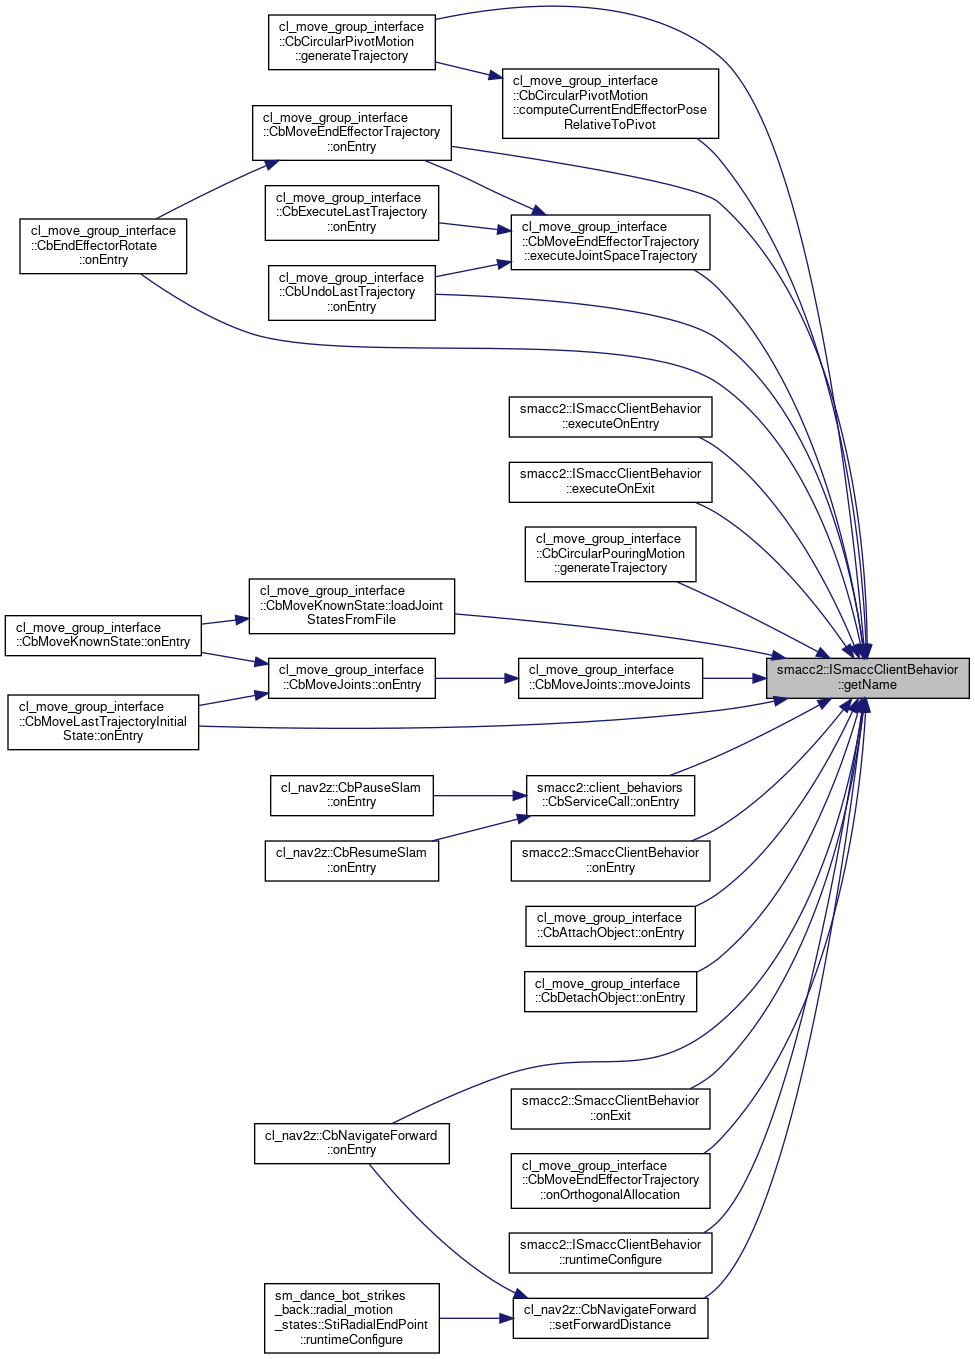 cl_move_group_interface
::CbCircularPivotMotion
::generateTrajectory
cl_move_group_interface
::CbCircularPivotMotion
::computeCurrentEndEffectorPose
RelativeToPivot
cl_move_group_interface
::CbMoveEndEffectorTrajectory
::onEntry
cl_move_group_interface
::CbExecuteLastTrajectory
::onEntry
cl_move_group_interface
::CbEndEffectorRotate
::onEntry
cl_move_group_interface
::CbMoveEndEffectorTrajectory
::executeJointSpaceTrajectory
cl_move_group_interface
::CbUndoLastTrajectory
::onEntry
smacc2::ISmaccClientBehavior
::executeOnEntry
smacc2::ISmaccClientBehavior
::executeOnExit
cl_move_group_interface
::CbCircularPouringMotion
::generateTrajectory
cl_move_group_interface
::CbMoveKnownState::loadJoint
StatesFromFile
cl_move_group_interface
::CbMoveKnownState::onEntry
cl_move_group_interface
::CbMoveJoints::onEntry
cl_move_group_interface
::CbMoveJoints::moveJoints
smacc2::ISmaccClientBehavior
::getName
cl_move_group_interface
::CbMoveLastTrajectoryInitial
State::onEntry
cl_nav2z::CbPauseSlam
::onEntry
smacc2::client_behaviors
::CbServiceCall::onEntry
cl_nav2z::CbResumeSlam
::onEntry
smacc2::SmaccClientBehavior
::onEntry
cl_move_group_interface
::CbAttachObject::onEntry
cl_move_group_interface
::CbDetachObject::onEntry
smacc2::SmaccClientBehavior
::onExit
cl_nav2z::CbNavigateForward
::onEntry
cl_move_group_interface
::CbMoveEndEffectorTrajectory
::onOrthogonalAllocation
smacc2::ISmaccClientBehavior
::runtimeConfigure
sm_dance_bot_strikes
_back::radial_motion
_states::StiRadialEndPoint
::runtimeConfigure
cl_nav2z::CbNavigateForward
::setForwardDistance